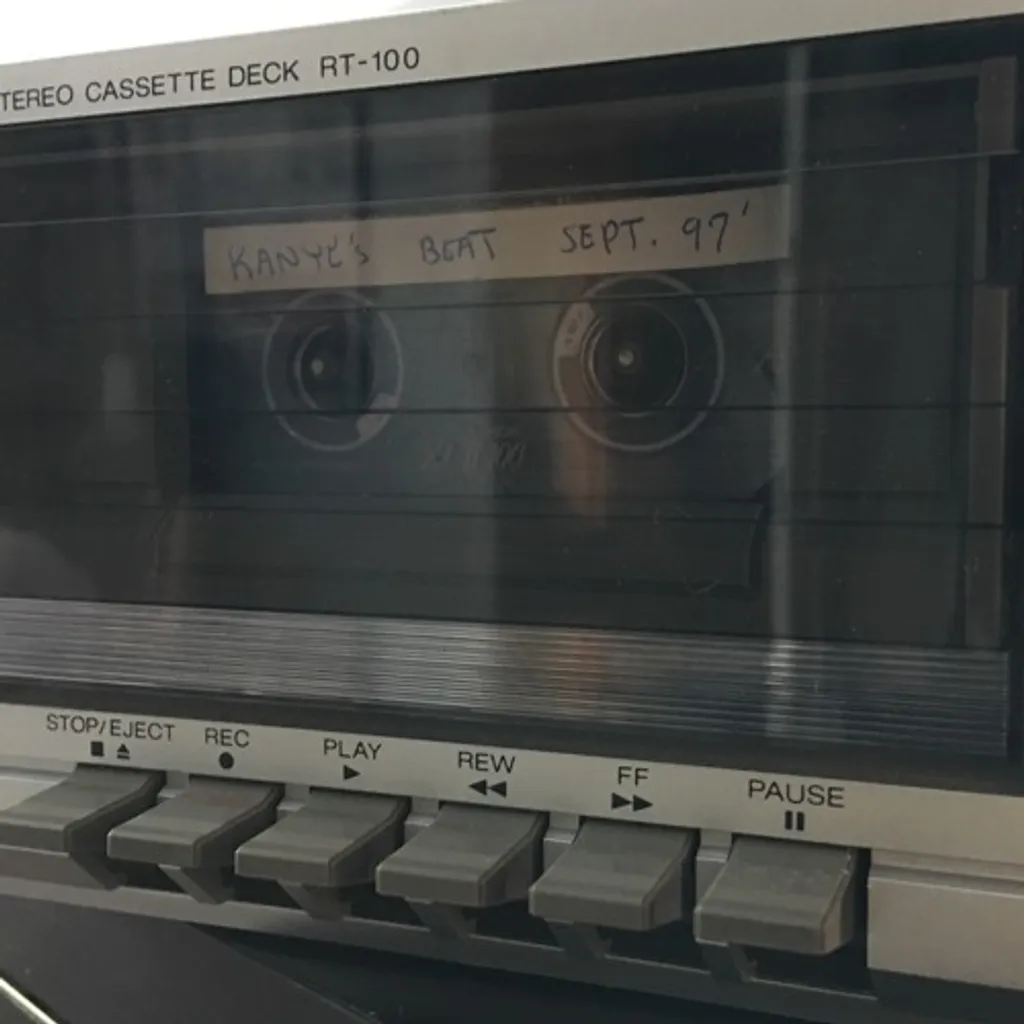 TEREO CASSETTE DECK RT-100
KANYE's BEAT SEPT. 97'
STOP/EJECT REC PLAY REW FF PAUSE